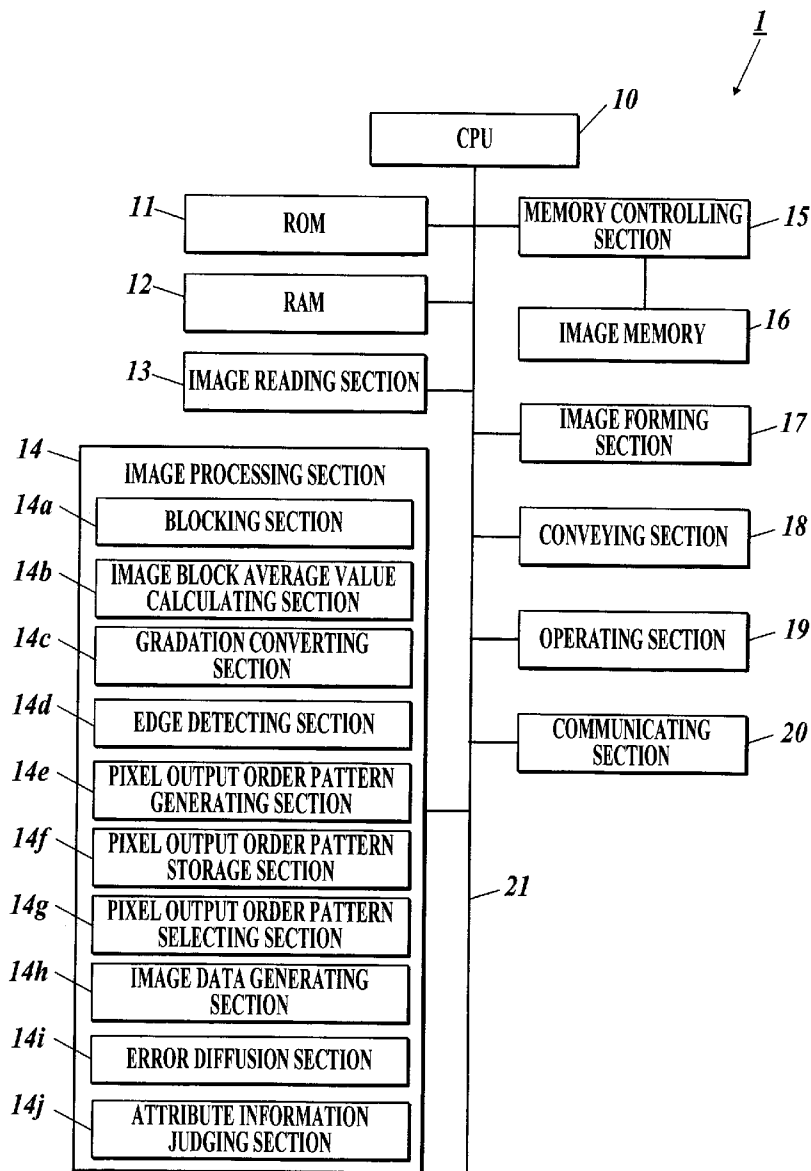 1
10
CPU
11
ROM
MEMORY CONTROLLING
SECTION
15
12
RAM
IMAGE MEMORY
16
13
IMAGE READING SECTION
IMAGE FORMING
SECTION
17
CONVEYING SECTION
18
OPERATING SECTION
19
COMMUNICATING
SECTION
20
21
14
IMAGE PROCESSING SECTION
14a
BLOCKING SECTION
14b
IMAGE BLOCK AVERAGE VALUE
CALCULATING SECTION
14c
GRADATION CONVERTING
SECTION
14d
EDGE DETECTING SECTION
14e
PIXEL OUTPUT ORDER PATTERN
GENERATING SECTION
14f
PIXEL OUTPUT ORDER PATTERN
STORAGE SECTION
14g
PIXEL OUTPUT ORDER PATTERN
SELECTING SECTION
14h
IMAGE DATA GENERATING
SECTION
14i
ERROR DIFFUSION SECTION
14j
ATTRIBUTE INFORMATION
JUDGING SECTION